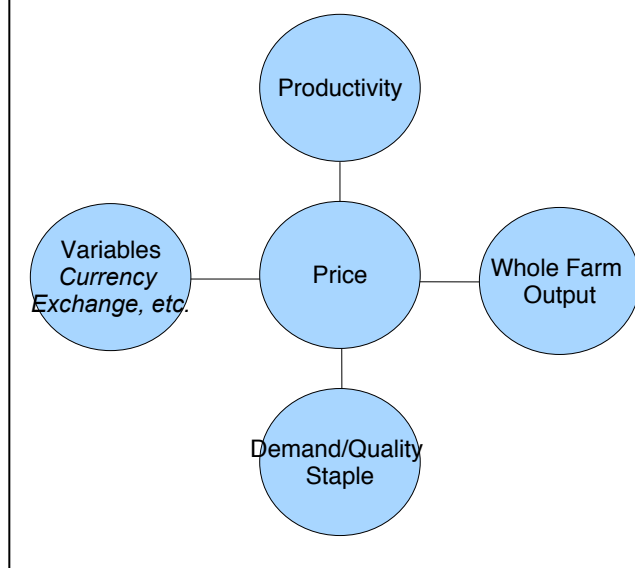 Productivity
Variables
Currency
Exchange, etc.
Price
Whole Farm
Output
Demand/Quality
Staple